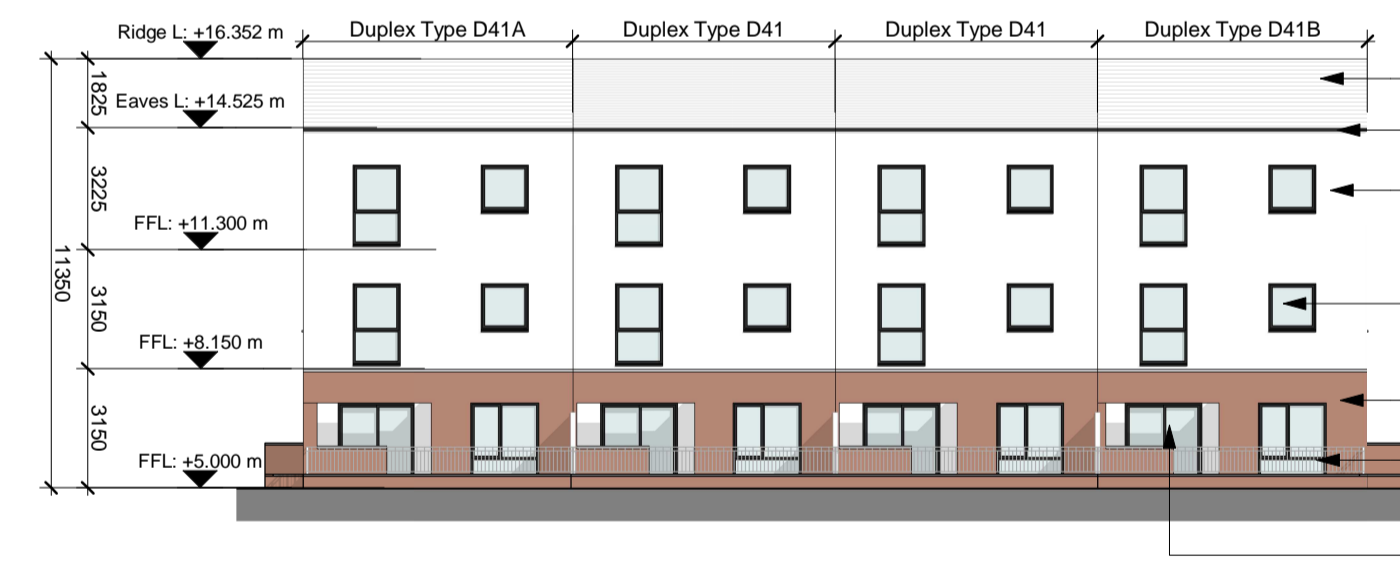 Duplex Type D41A
Duplex Type D41
Duplex Type D41
Duplex Type D41B
Ridge L: +16.352 m
1825
Eaves L: +14.525 m
32225
FFL: +11.300 m
11350
3150
FFL: +8.150 m
3150
FFL: +5.000 m